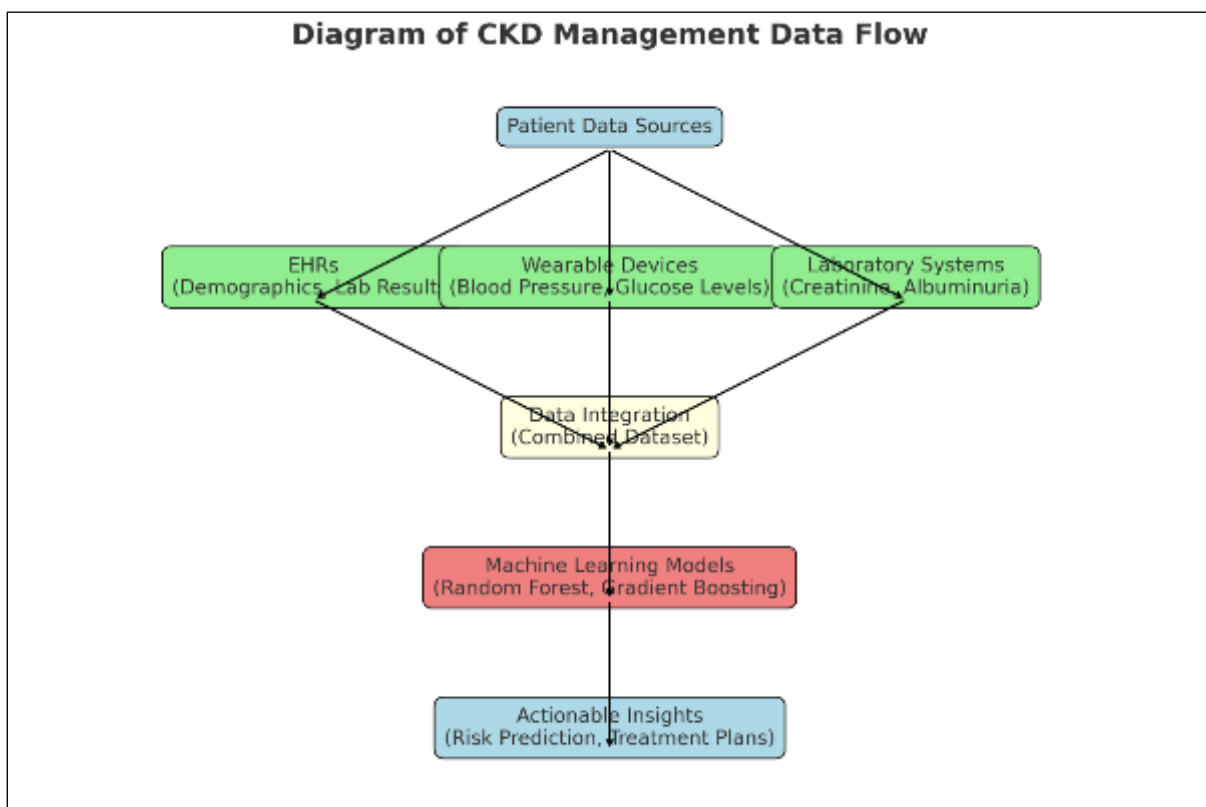 Diagram of CKD Management Data Flow
Patient Data Sources
EHRs
(Demographics, Lab Result
Wearable Devices
(Blood Pressure, Glucose Levels)
Laboratory Systems
(Creatinine, Albuminuria)
Data Integration
(Combined Dataset)
Machine Learning Models
(Random Forest, Gradient Boosting)
Actionable Insights
(Risk Prediction, Treatment Plans)